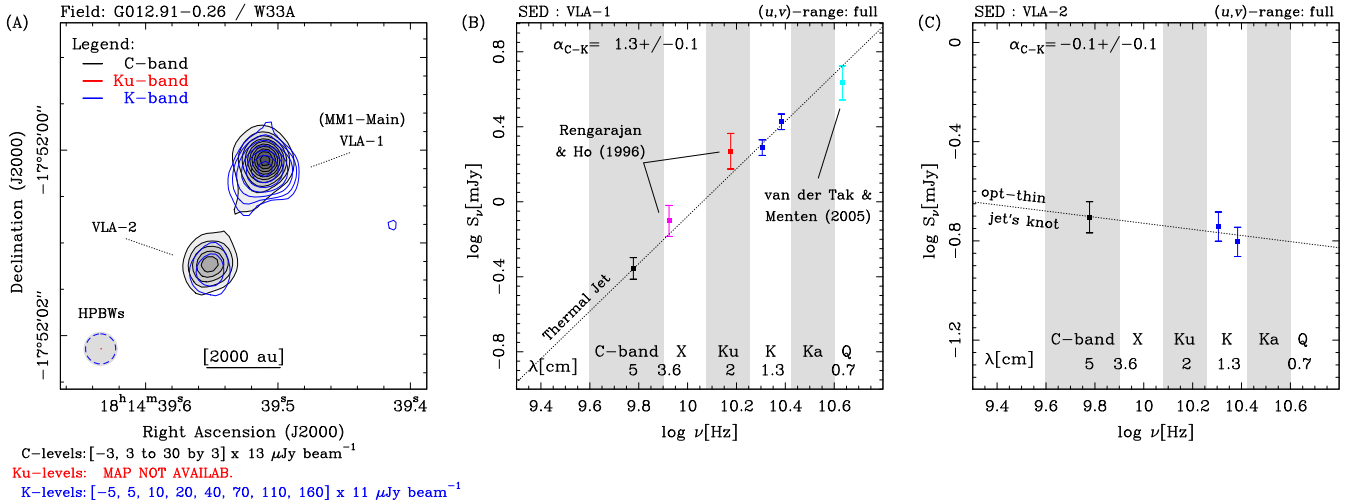 (A)
Field: G012.91-0.26 / W33A
Legend:
C-band
Ku-band
K-band
(MM1-Main)
VLA-1
VLA-2
HPBWs
[2000 au]
Declination (J2000)
-17°52'00"
-17°52'02"
18h14m39s.6
39s.5
39s.4
Right Ascension (J2000)
C-levels:[-3, 3 to 30 by 3] x 13 μJy beam⁻¹
Ku-levels: MAP NOT AVAILAB.
K-levels:[-5, 5, 10, 20, 40, 70, 110, 160] x 11 μJy beam⁻¹
(B)
SED : VLA-1
(u,v)-range: full
α_C-K= 1.3+/-0.1
Rengarajan
& Ho (1996)
van der Tak &
Menten (2005)
Thermal Jet
C-band X Ku K Ka Q
λ[cm] 5 3.6 2 1.3 0.7
log Sν[mJy]
0.8
0.4
0
-0.4
-0.8
9.4 9.6 9.8 10 10.2 10.4 10.6
log ν[Hz]
(C)
SED : VLA-2
(u,v)-range: full
α_C-K= -0.1+/-0.1
opt-thin
jet's knot
C-band X Ku K Ka Q
λ[cm] 5 3.6 2 1.3 0.7
log Sν[mJy]
0
-0.4
-0.8
-1.2
9.4 9.6 9.8 10 10.2 10.4 10.6
log ν[Hz]